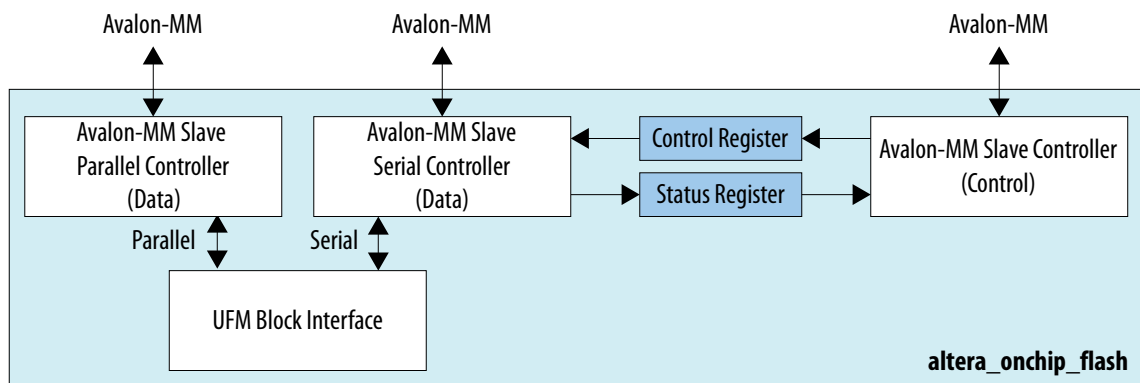 Avalon-MM
Avalon-MM
Avalon-MM
Avalon-MM Slave
Parallel Controller
(Data)
Avalon-MM Slave
Serial Controller
(Data)
Control Register
Status Register
Avalon-MM Slave Controller
(Control)
Parallel
Serial
UFM Block Interface
altera_onchip_flash